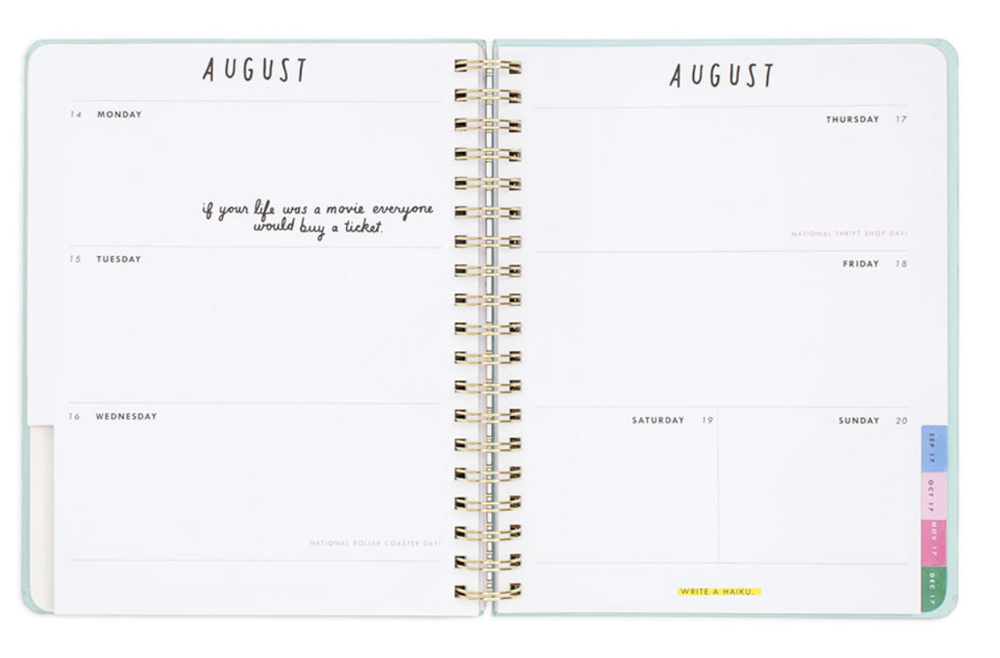 AUGUST
14 MONDAY
if your life was a movie everyone
would buy a ticket.
15 TUESDAY
16 WEDNESDAY
NATIONAL ROLLER COASTER DAY!
AUGUST
THURSDAY 17
NATIONAL THRIFT SHOP DAY!
FRIDAY 18
SATURDAY 19
SUNDAY 20
WRITE A HAIKU.
SEP 17
OCT 17
NOV 17
DEC 17